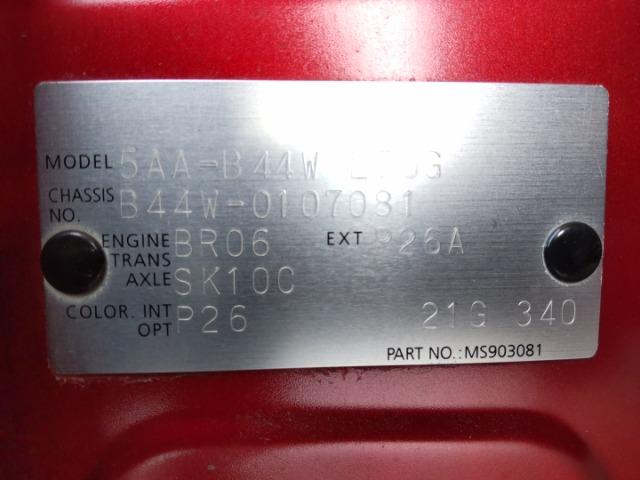 MODEL 5AA-B44W
CHASSIS NO. B44W-0107081
ENGINE BR06 EXT P26A
TRANS AXLE SK10C
COLOR. INT OPT P26 21G 340
PART NO.:MS903081